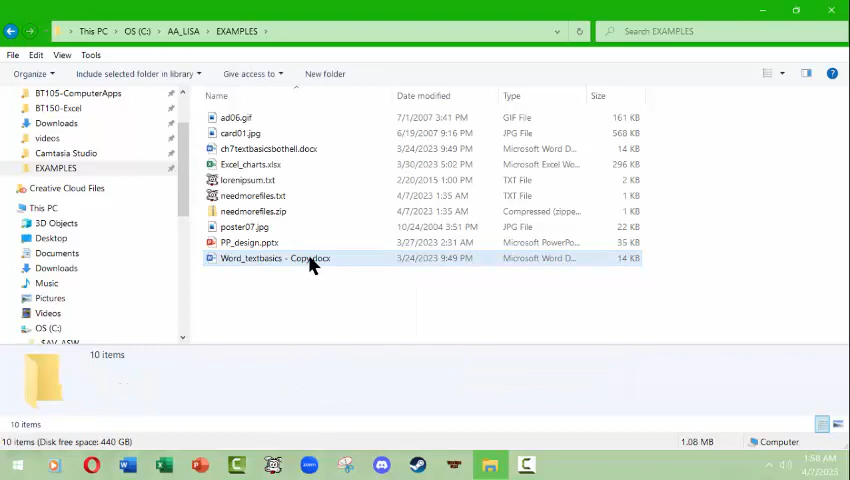 This PC > OS (C:) > AA_LISA > EXAMPLES >
Search EXAMPLES
File Edit View Tools
Organize Include selected folder in library Give access to New folder
BT105-ComputerApps
BT150-Excel
Downloads
videos
Camtasia Studio
EXAMPLES
Creative Cloud Files
This PC
3D Objects
Desktop
Documents
Downloads
Music
Pictures
Videos
OS (C:)
$AV_ASW
Name Date modified Type Size
ad06.gif 7/1/2007 3:41 PM GIF File 161 KB
card01.jpg 6/19/2007 9:16 PM JPG File 568 KB
ch7textbasicsbothell.docx 3/24/2023 9:49 PM Microsoft Word D... 14 KB
Excel_charts.xlsx 3/30/2023 5:02 PM Microsoft Excel Wo... 296 KB
lorenipsum.txt 2/20/2015 1:00 PM Text File 2 KB
needmorefiles.txt 4/7/2023 1:35 AM Text File 1 KB
needmorefiles.zip 4/7/2023 1:35 AM Compressed (zippe... 1 KB
poster07.jpg 10/24/2004 3:51 PM JPG File 22 KB
PP_design.pptx 3/27/2023 2:31 AM Microsoft PowerPo... 35 KB
Word_textbasics - Copy.docx 3/24/2023 9:49 PM Microsoft Word D... 14 KB
10 items
10 items
10 items (Disk free space: 440 GB) 1.08 MB Computer
1:58 AM
4/7/2023